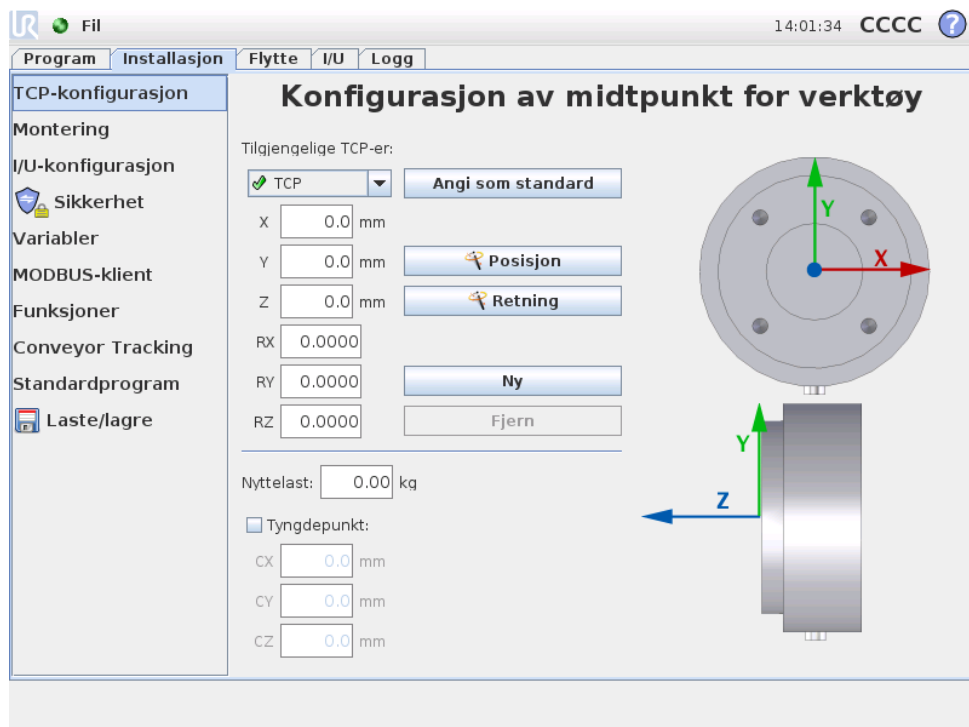 UR Fil 14:01:34 CCCC ?
Program Installasjon Flytte I/U Logg
TCP-konfigurasjon
Montering
I/U-konfigurasjon
Sikkerhet
Variabler
MODBUS-klient
Funksjoner
Conveyor Tracking
Standardprogram
Laste/lagre
Konfigurasjon av midtpunkt for verktøy
Tilgjengelige TCP-er:
TCP Angi som standard
X 0.0 mm
Y 0.0 mm Posisjon
Z 0.0 mm Retning
RX 0.0000
RY 0.0000 Ny
RZ 0.0000 Fjern
Nyttelast: 0.00 kg
Tyngdepunkt:
CX 0.0 mm
CY 0.0 mm
CZ 0.0 mm
Y
X
Y
Z